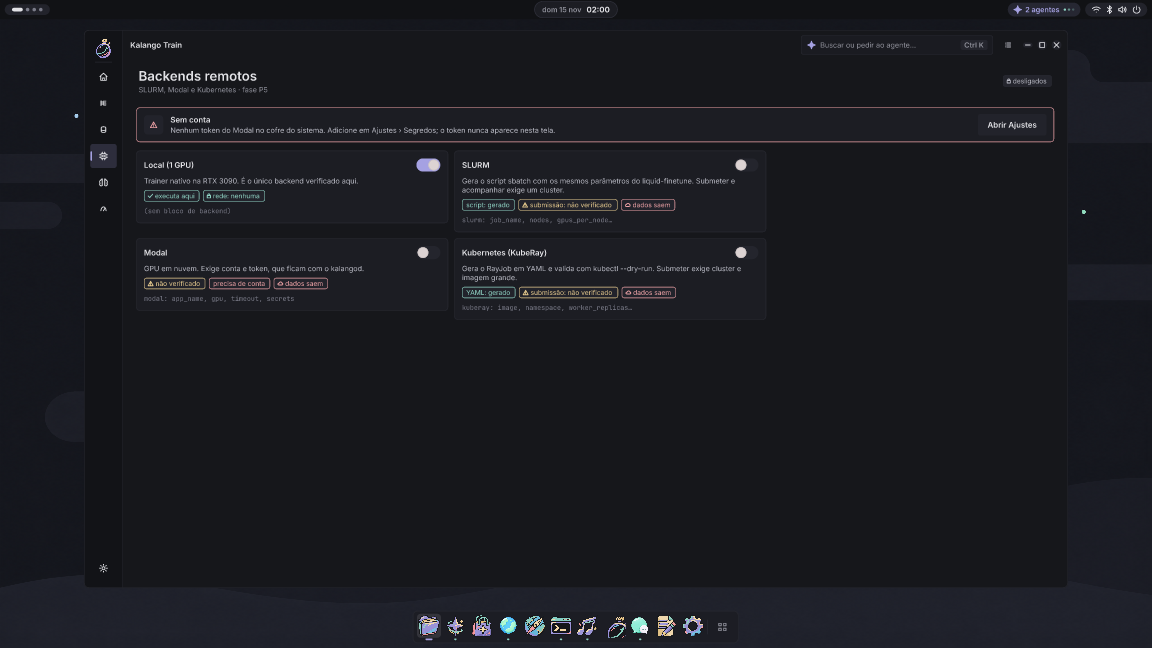 dom 15 nov 02:00
2 agentes
Kalango Train
Buscar ou pedir ao agente...
Ctrl K
Backends remotos
SLURM, Modal e Kubernetes · fase P5
desligados
Sem conta
Nenhum token do Modal no cofre do sistema. Adicione em Ajustes › Segredos; o token nunca aparece nesta tela.
Abrir Ajustes
Local (1 GPU)
Trainer nativo na RTX 3090. É o único backend verificado aqui.
executa aqui
rede: nenhuma
(sem bloco de backend)
SLURM
Gera o script sbatch com os mesmos parâmetros do liquid-finetune. Submeter e
acompanhar exige um cluster.
script: gerado
submissão: não verificado
dados saem
slurm: job_name, nodes, gpus_per_node…
Modal
GPU em nuvem. Exige conta e token, que ficam com o kalangod.
não verificado
precisa de conta
dados saem
modal: app_name, gpu, timeout, secrets
Kubernetes (KubeRay)
Gera o RayJob em YAML e valida com kubectl --dry-run. Submeter exige cluster e
imagem grande.
YAML: gerado
submissão: não verificado
dados saem
kuberay: image, namespace, worker_replicas…